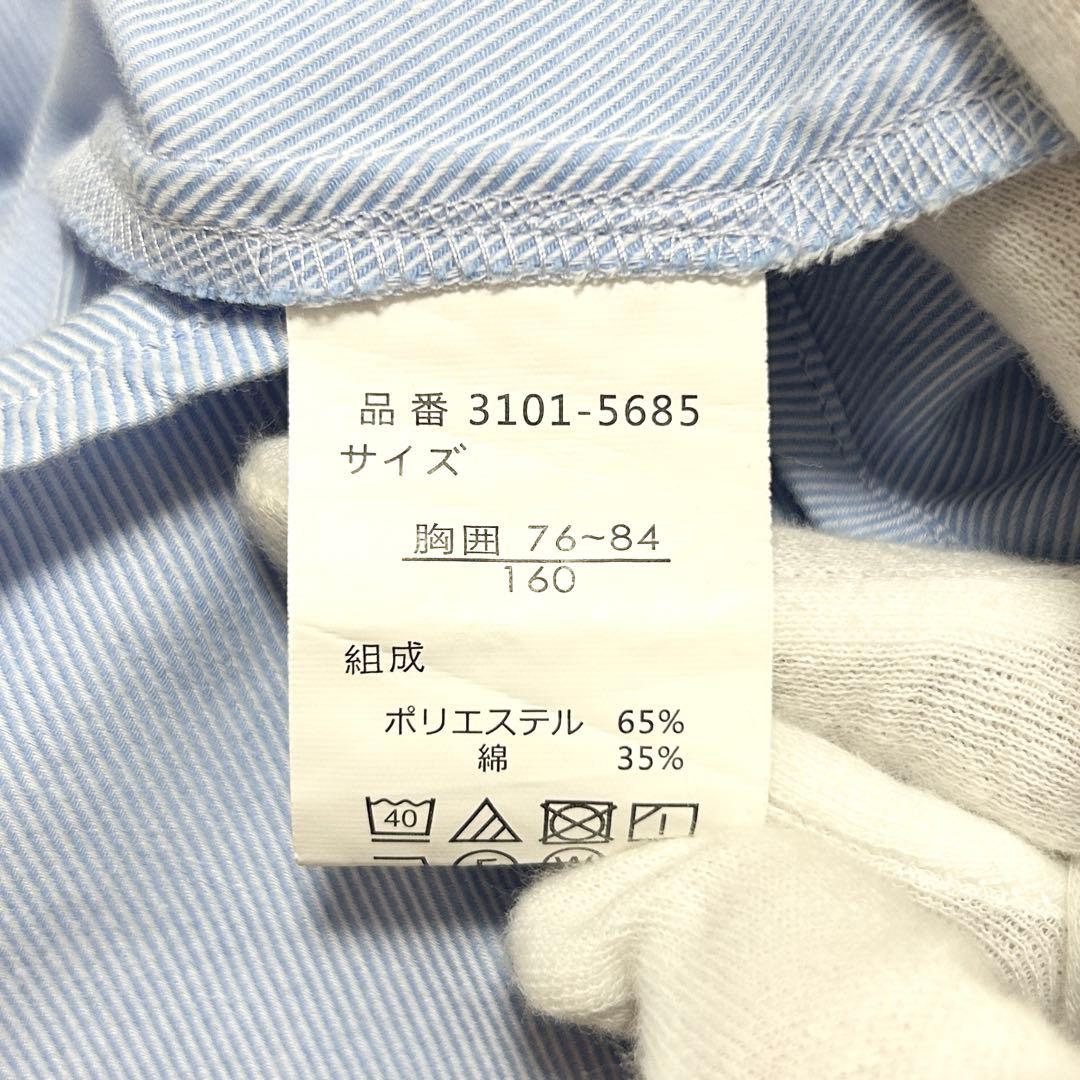 品番 3101-5685
サイズ
胸囲 76~84
160
組成
ポリエステル 65%
綿 35%
40